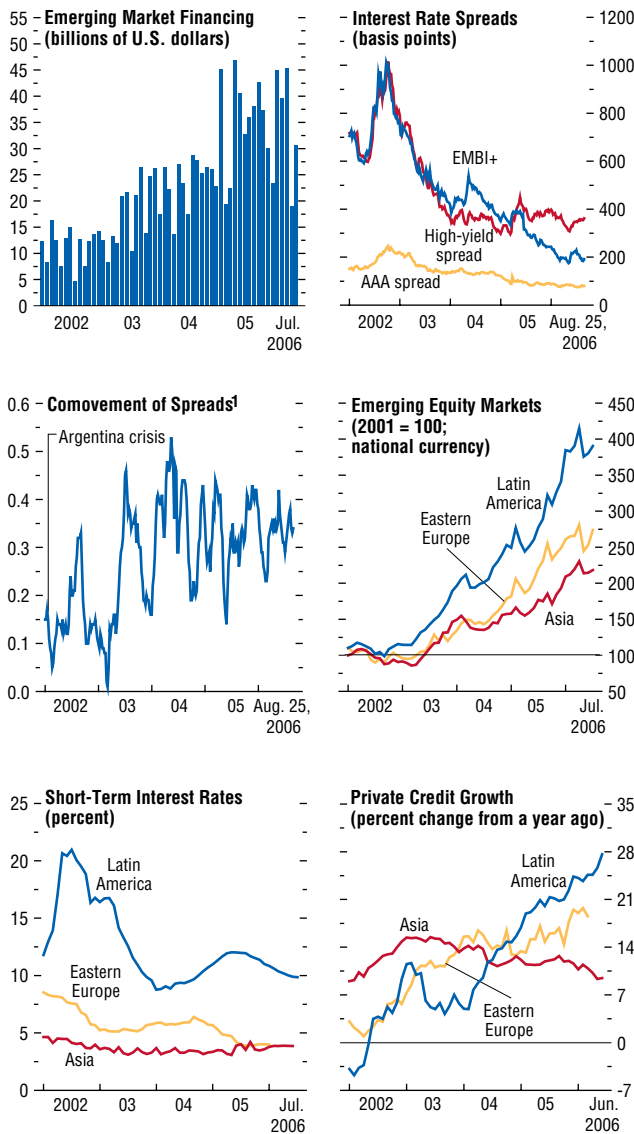 Emerging Market Financing
(billions of U.S. dollars)
55
50
45
40
35
30
25
20
15
10
5
0
2002
03
04
05
Jul.
2006
Interest Rate Spreads
(basis points)
1200
1000
800
600
400
200
0
EMBI+
High-yield
spread
AAA spread
2002
03
04
05
Aug. 25,
2006
Comovement of Spreads1
0.6
0.5
0.4
0.3
0.2
0.1
0.0
Argentina crisis
2002
03
04
05
Aug. 25,
2006
Emerging Equity Markets
(2001 = 100;
national currency)
450
400
350
300
250
200
150
100
50
Latin
America
Eastern
Europe
Asia
2002
03
04
05
Jul.
2006
Short-Term Interest Rates
(percent)
25
20
15
10
5
0
Latin
America
Eastern
Europe
Asia
2002
03
04
05
Jul.
2006
Private Credit Growth
(percent change from a year ago)
35
28
21
14
7
0
-7
Latin
America
Asia
Eastern
Europe
2002
03
04
05
Jun.
2006